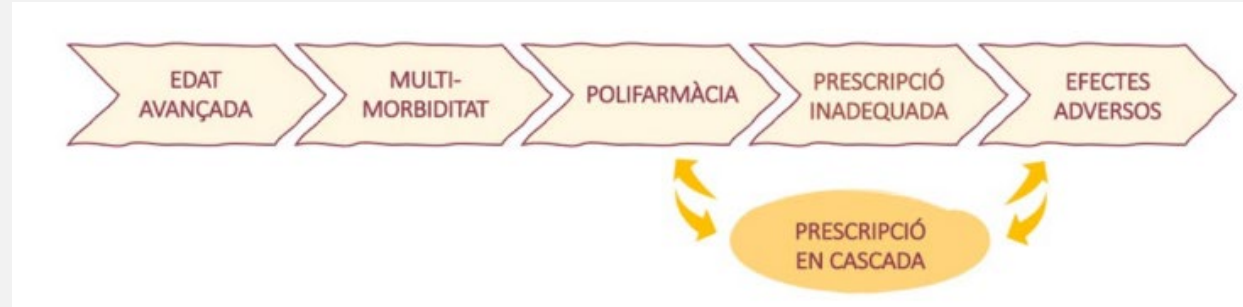 EDAT
AVANÇADA
MULTI-
MORBIDITAT
POLIFARMÀCIA
PRESCRIPCIÓ
INADEQUADA
EFECTES
ADVERSOS
PRESCRIPCIÓ
EN CASCADA